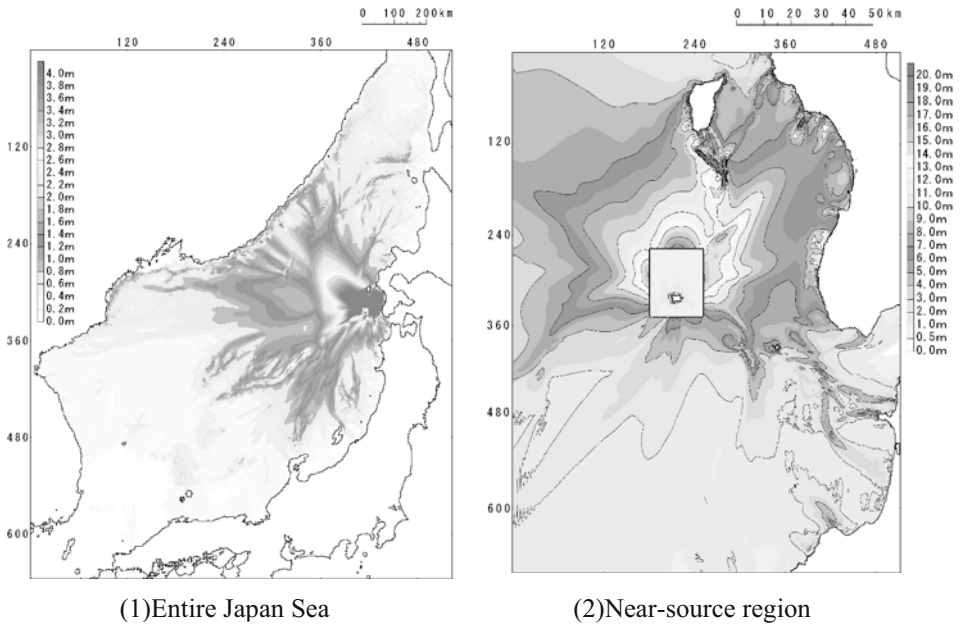 0 100 200km
0 10 20 30 40 50km
120 240 360 480
120 240 360 480
4.0m
3.8m
3.6m
3.4m
3.2m
3.0m
2.8m
2.6m
2.4m
2.2m
2.0m
1.8m
1.6m
1.4m
1.2m
1.0m
0.8m
0.6m
0.4m
0.2m
0.0m
120
240
360
480
600
120
240
360
480
600
20.0m
19.0m
18.0m
17.0m
16.0m
15.0m
14.0m
13.0m
12.0m
11.0m
10.0m
9.0m
8.0m
7.0m
6.0m
5.0m
4.0m
3.0m
2.0m
1.0m
0.5m
0.0m
(1)Entire Japan Sea
(2)Near-source region